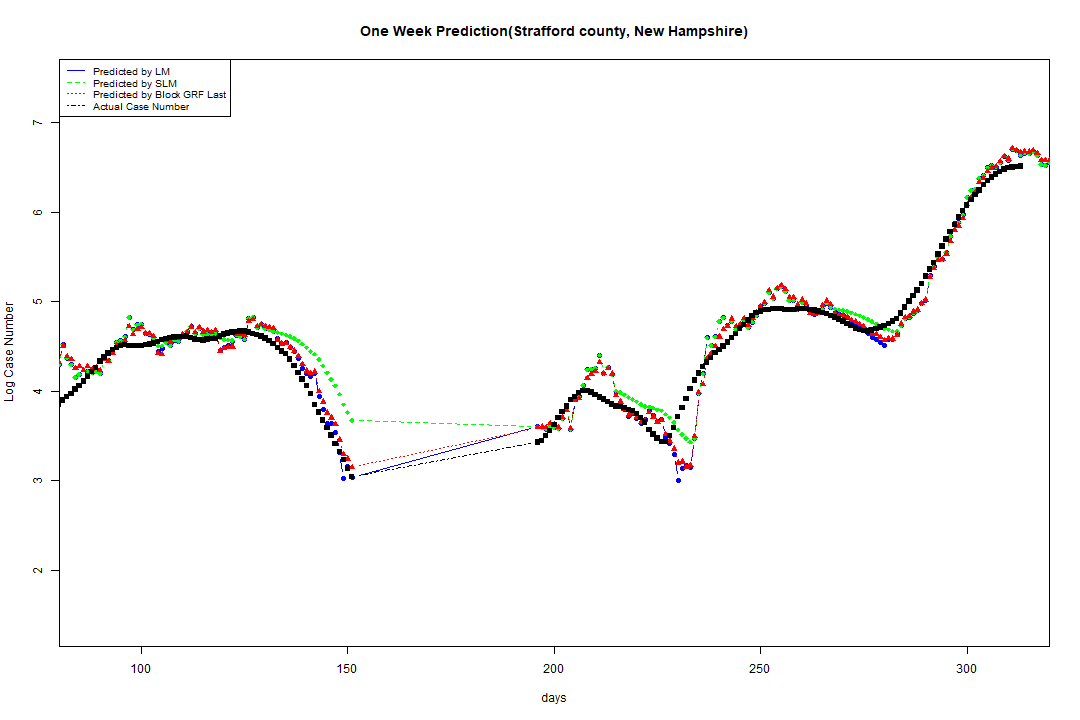 One Week Prediction(Strafford county, New Hampshire)
Predicted by LM
Predicted by SLM
Predicted by Block GRF Last
Actual Case Number
7
6
5
4
3
2
Log Case Number
100 150 200 250 300
days